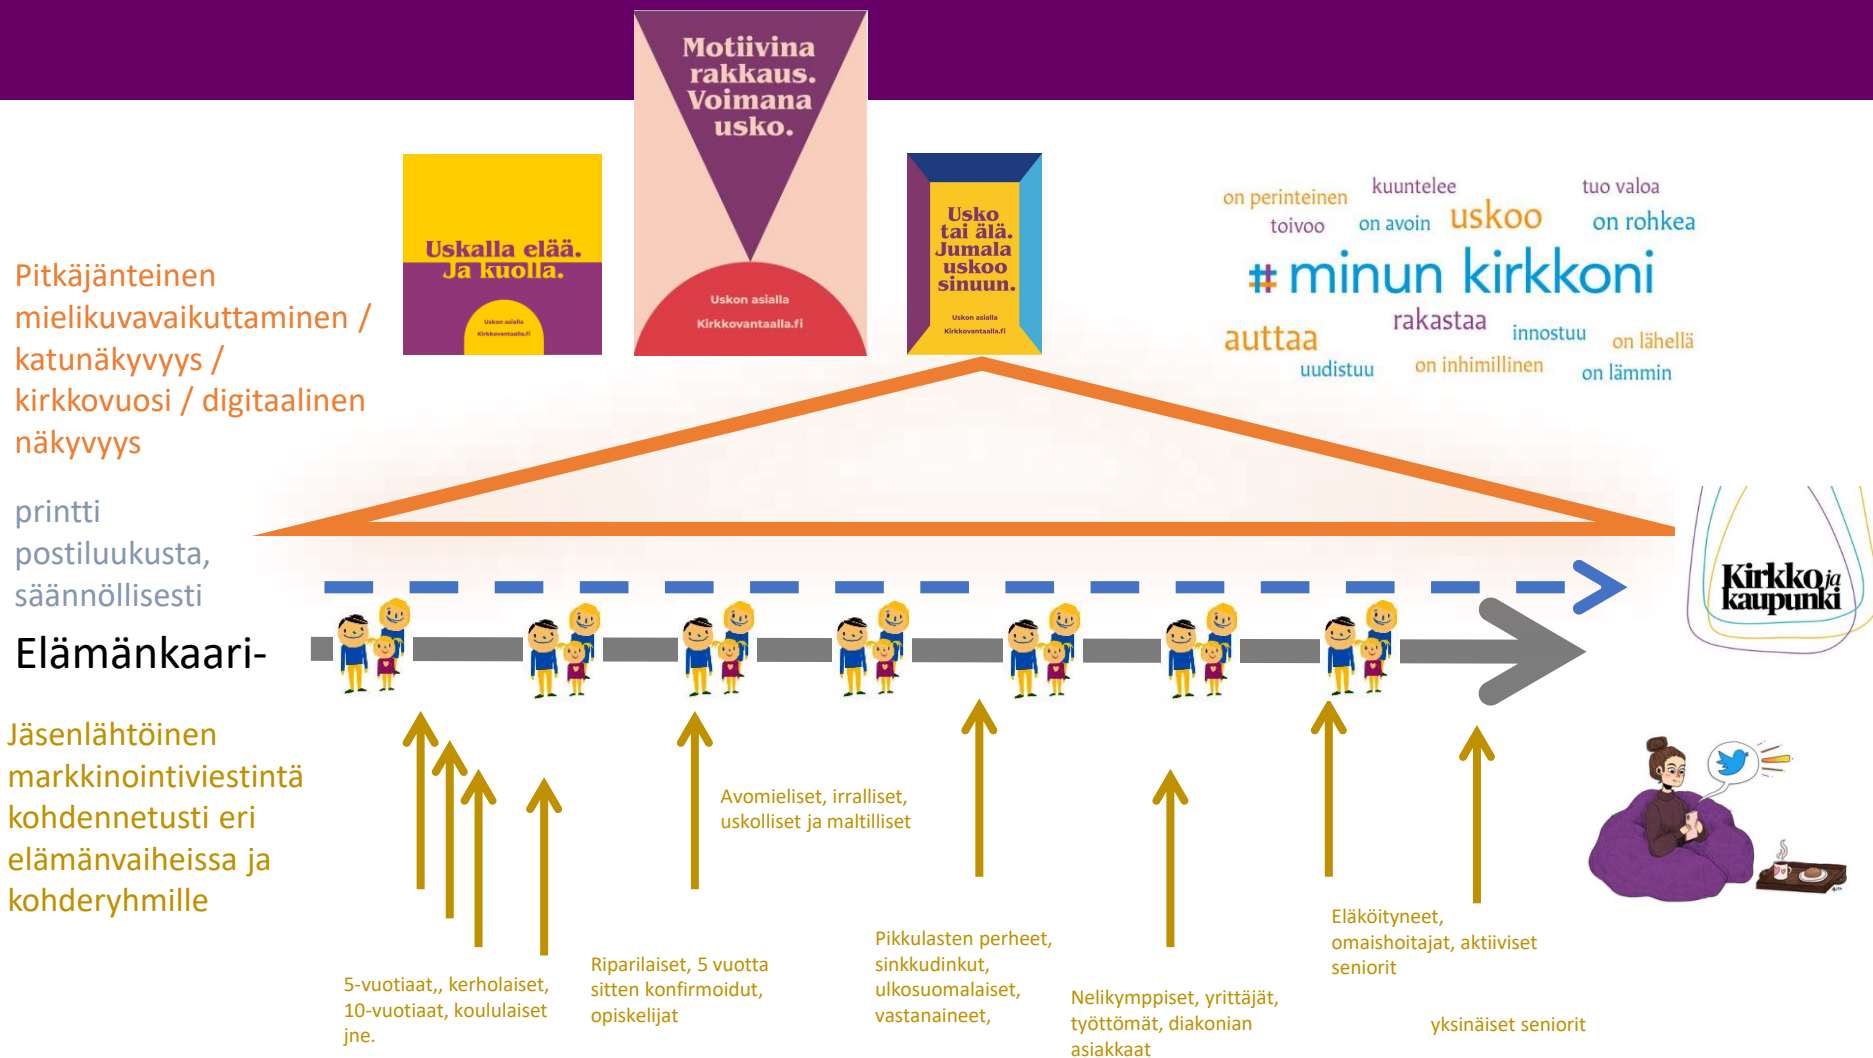 Motiivina
rakkaus.
Voimana
usko.
Uskon asialla
Kirkkovantaalla.fi
Uskalla elää.
Ja kuolla.
Uskon asialla
Kirkkovantaalla.fi
Usko
tai älä.
Jumala
uskoo
sinuun.
Uskon asialla
Kirkkovantaalla.fi
on perinteinen
kuuntelee
tuo valoa
toivoo
on avoin
uskoo
on rohkea
# minun kirkkoni
auttaa
rakastaa
innostuu
on lähellä
uudistuu
on inhimillinen
on lämmin
Pitkäjänteinen
mielikuvavaikuttaminen /
katunäkyvyys /
kirkkovuosi / digitaalinen
näkyvyys
printti
postiluukusta,
säännöllisesti
Kirkko ja
kaupunki
Elämänkaari-
Jäsenlähtöinen
markkinointiviestintä
kohdennetusti eri
elämänvaiheissa ja
kohderyhmille
5-vuotiaat,, kerholaiset,
10-vuotiaat, koululaiset
jne.
Riparilaiset, 5 vuotta
sitten konfirmoidut,
opiskelijat
Avomieliset, irralliset,
uskolliset ja maltilliset
Pikkulasten perheet,
sinkkudinkut,
ulkosuomalaiset,
vastanaineet,
Nelikymppiset, yrittäjät,
työttömät, diakonian
asiakkaat
Eläköityneet,
omaishoitajat, aktiiviset
seniorit
yksinäiset seniorit